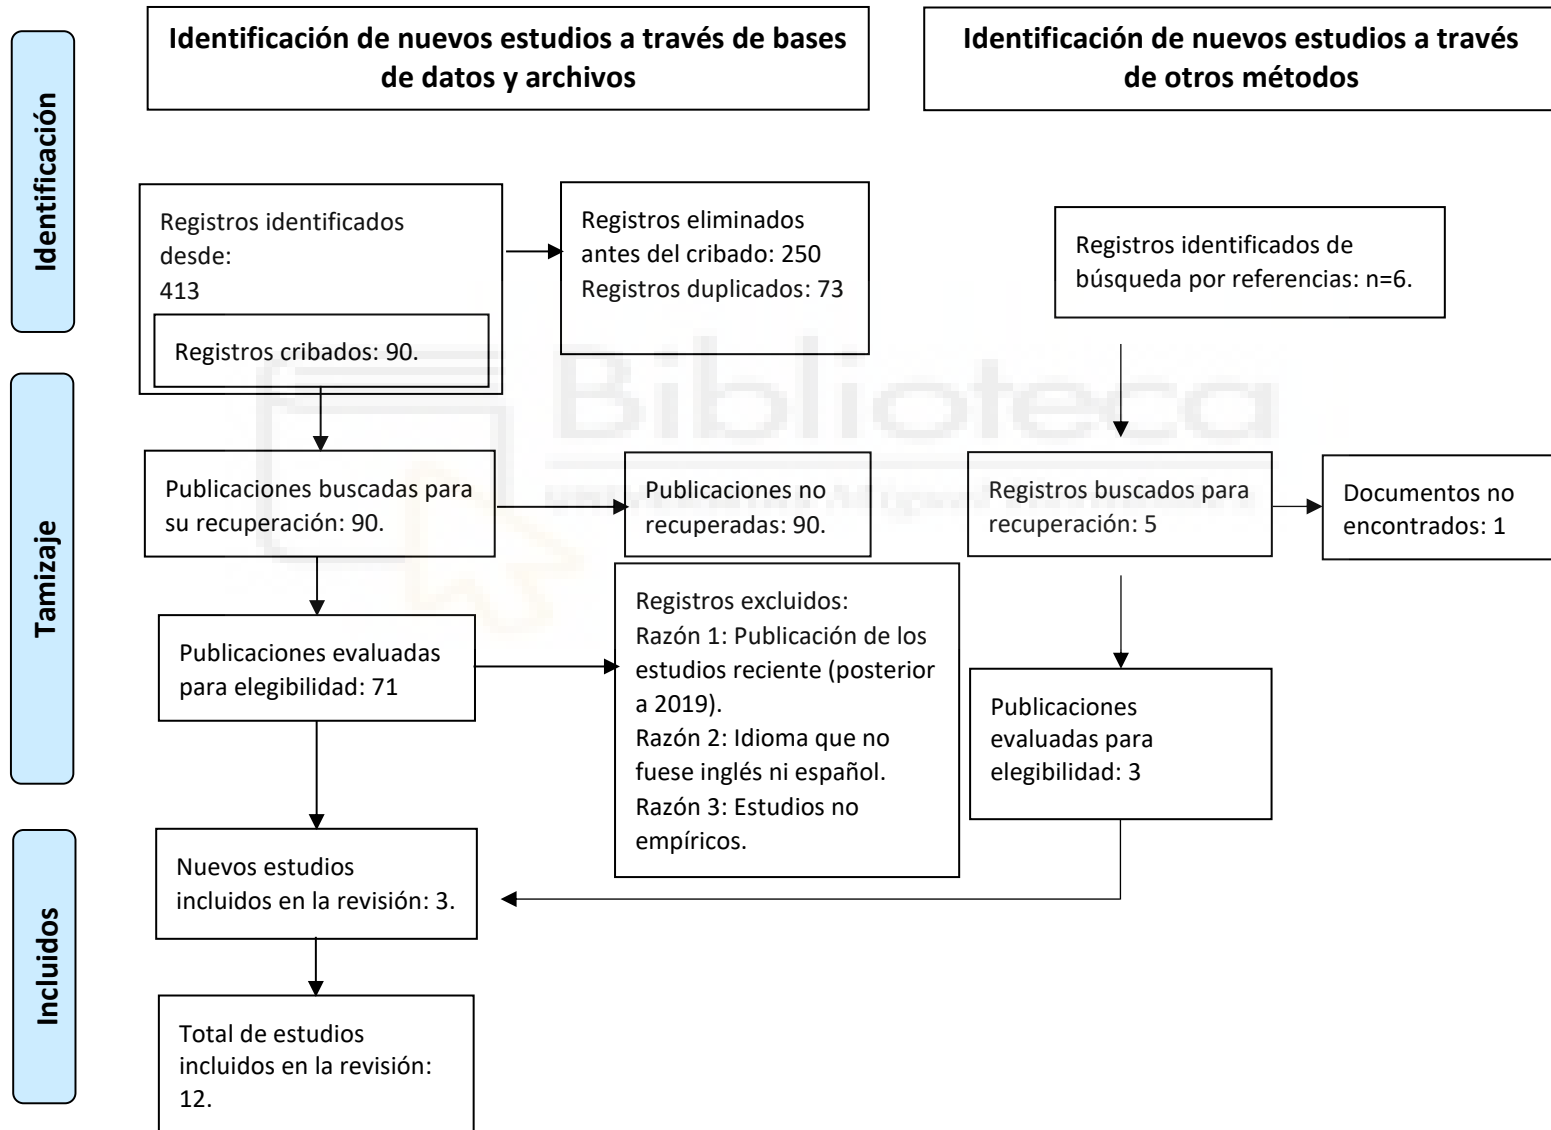 Identificación de nuevos estudios a través de bases
de datos y archivos
Identificación de nuevos estudios a través
de otros métodos
Identificación
Registros identificados
desde:
413
Registros cribados: 90.
Registros eliminados
antes del cribado: 250
Registros duplicados: 73
Registros identificados de
búsqueda por referencias: n=6.
Biblioteca
Tamizaje
Publicaciones buscadas para
su recuperación: 90.
Publicaciones no
recuperadas: 90.
Registros buscados para
recuperación: 5
Documentos no
encontrados: 1
Publicaciones evaluadas
para elegibilidad: 71
Registros excluidos:
Razón 1: Publicación de los
estudios reciente (posterior
a 2019).
Razón 2: Idioma que no
fuese inglés ni español.
Razón 3: Estudios no
empíricos.
Publicaciones
evaluadas para
elegibilidad: 3
Incluidos
Nuevos estudios
incluidos en la revisión: 3.
Total de estudios
incluidos en la revisión:
12.